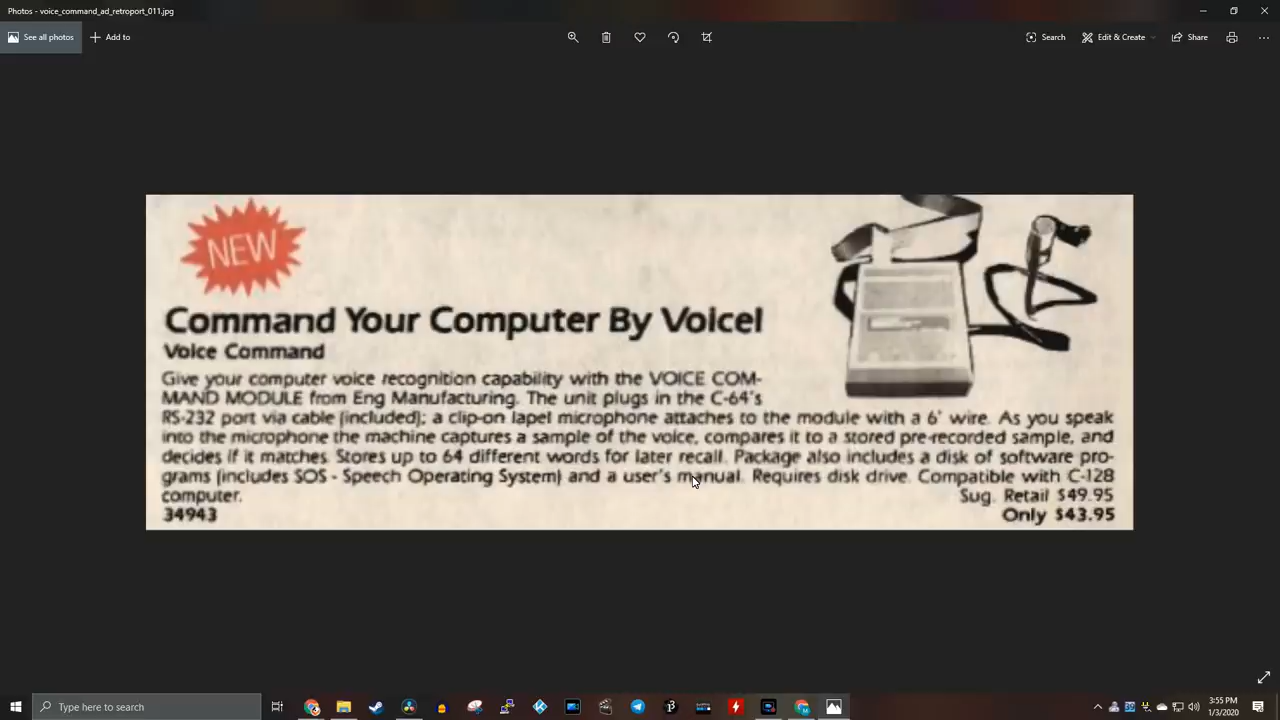 Photos - voice_command_ad_retroport_011.jpg
See all photos
Add to
Search
Edit & Create
Share
NEW
Command Your Computer By Voice!
Voice Command
Give your computer voice recognition capability with the VOICE COM-
MAND MODULE from Eng Manufacturing. The unit plugs in the C-64's
RS-232 port via cable (included); a clip-on lapel microphone attaches to the module with a 6' wire. As you speak
into the microphone the machine captures a sample of the voice, compares it to a stored pre-recorded sample, and
decides if it matches. Stores up to 64 different words for later recall. Package also includes a disk of software pro-
grams (includes SOS - Speech Operating System) and a user's manual. Requires disk drive. Compatible with C-128
computer. Sug. Retail $49.95
34943 Only $43.95
Type here to search
3:55 PM
1/3/2020